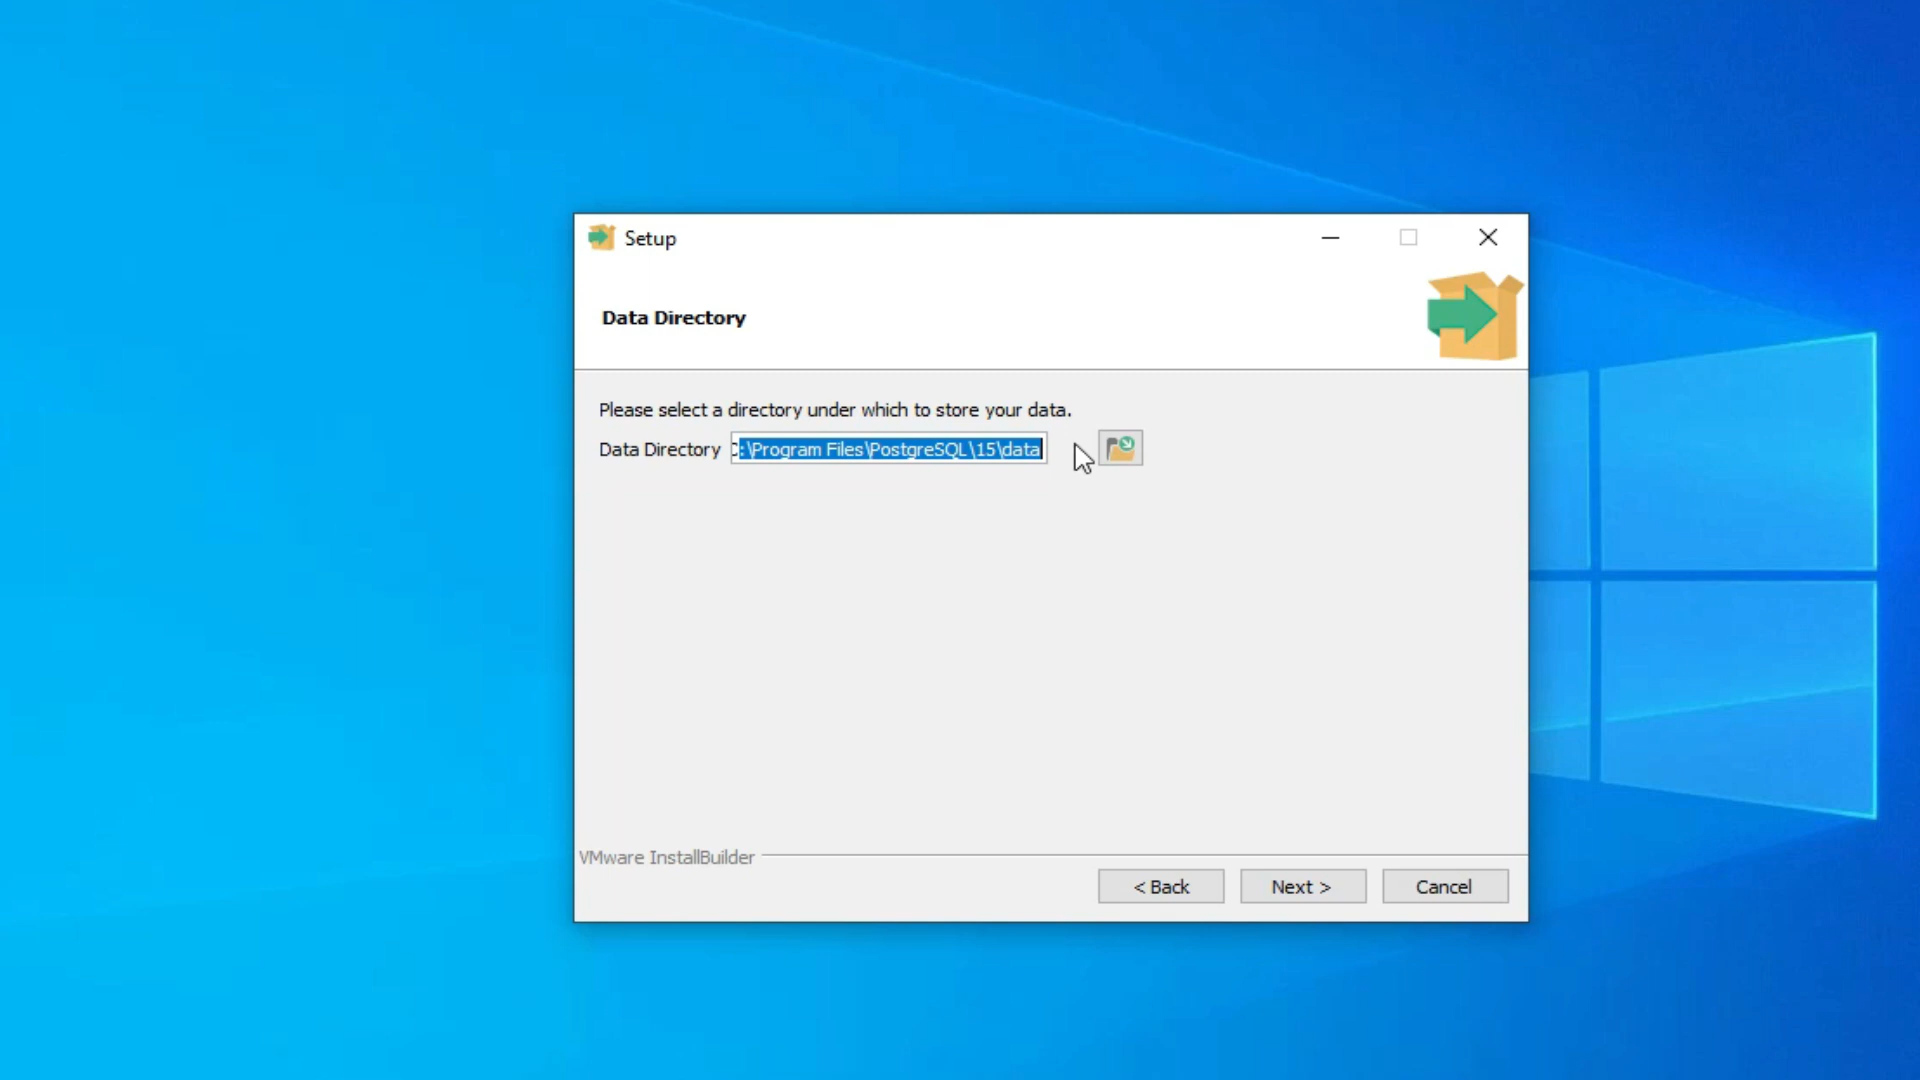 Setup
Data Directory
Please select a directory under which to store your data.
Data Directory C:\Program Files\PostgreSQL\15\data
VMware InstallBuilder
< Back Next > Cancel